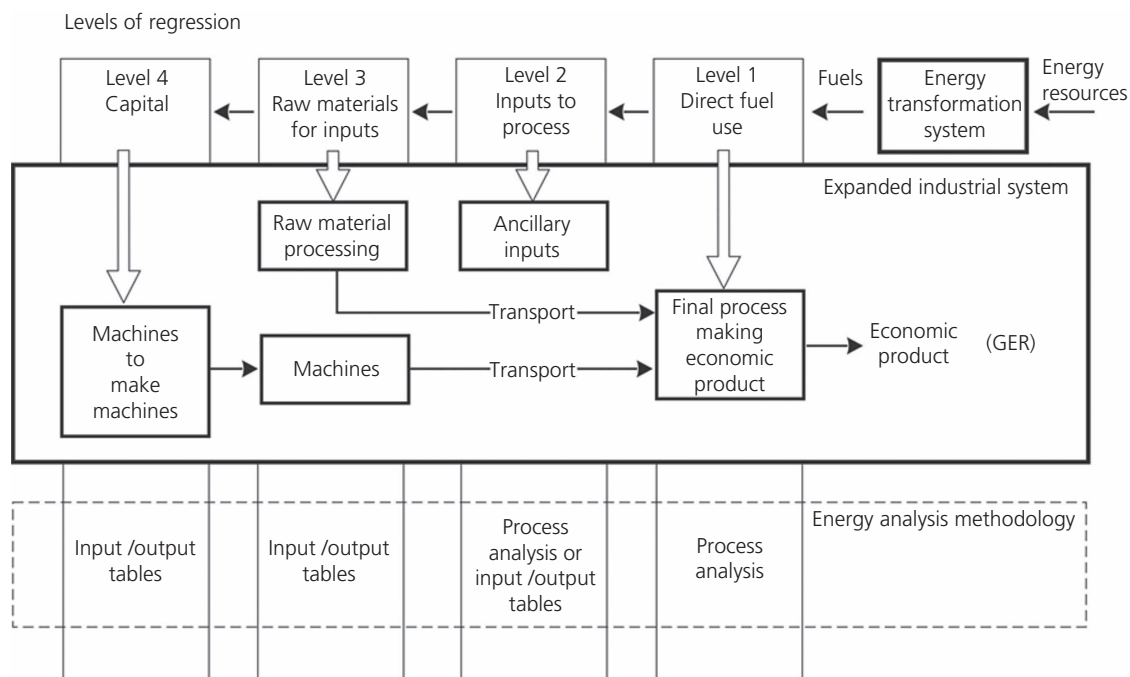 Levels of regression
Level 4
Capital
Level 3
Raw materials
for inputs
Level 2
Inputs to
process
Level 1
Direct fuel
use
Fuels
Energy
transformation
system
Energy
resources
Expanded industrial system
Raw material
processing
Ancillary
inputs
Transport
Machines
to
make
machines
Machines
Transport
Final process
making
economic
product
Economic
product
(GER)
Energy analysis methodology
Input /output
tables
Input /output
tables
Process
analysis or
input /output
tables
Process
analysis